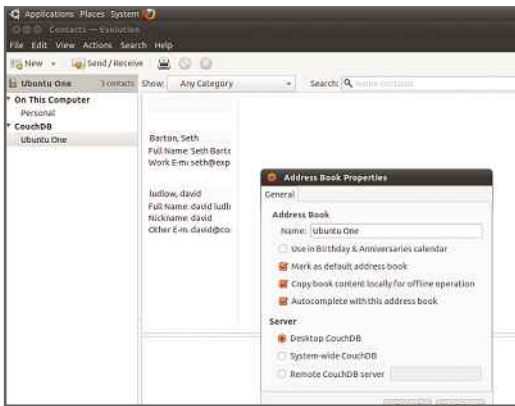 Applications Places System
Contacts — Evolution
File Edit View Actions Search Help
New Send / Receive
Ubuntu One 3 contacts Show: Any Category Search:
On This Computer
Personal
CouchDB
Ubuntu One
Barton, Seth
Full Name: Seth Barto
Work E-m: seth@exp
ludlow, david
Full Name: david ludl
Nickname: david
Other E-m: david@co
Address Book Properties
General
Address Book
Name: Ubuntu One
Use in Birthday & Anniversaries calendar
Mark as default address book
Copy book content locally for offline operation
Autocomplete with this address book
Server
Desktop CouchDB
System-wide CouchDB
Remote CouchDB server